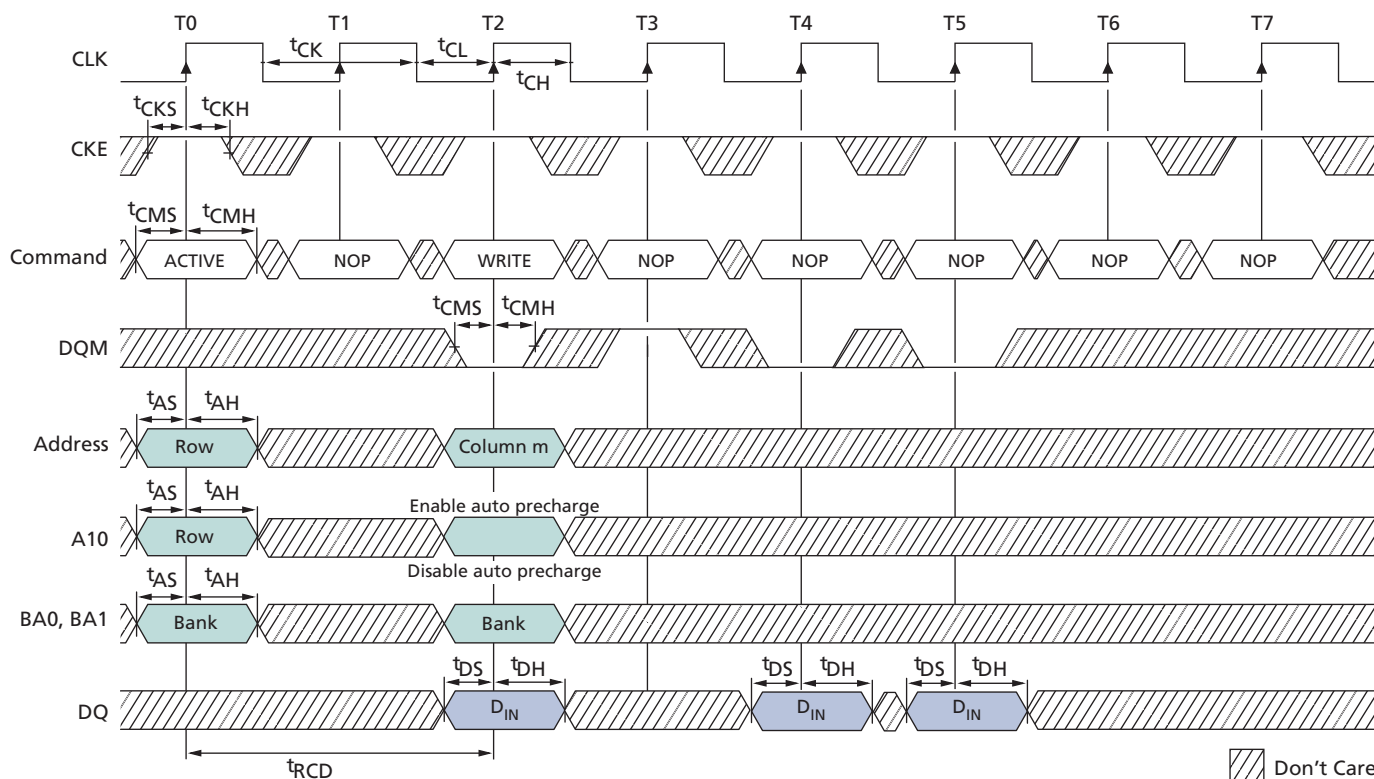 T0 T1 T2 T3 T4 T5 T6 T7
CLK
tCK tCL
tCH
tCKS tCKH
CKE
tCMS tCMH
Command ACTIVE NOP WRITE NOP NOP NOP NOP NOP
tCMS tCMH
DQM
tAS tAH
Address Row Column m
tAS tAH Enable auto precharge
A10 Row
Disable auto precharge
tAS tAH
BA0, BA1 Bank Bank
tDS tDH tDS tDH tDS tDH
DQ DIN DIN DIN
tRCD
Don't Care